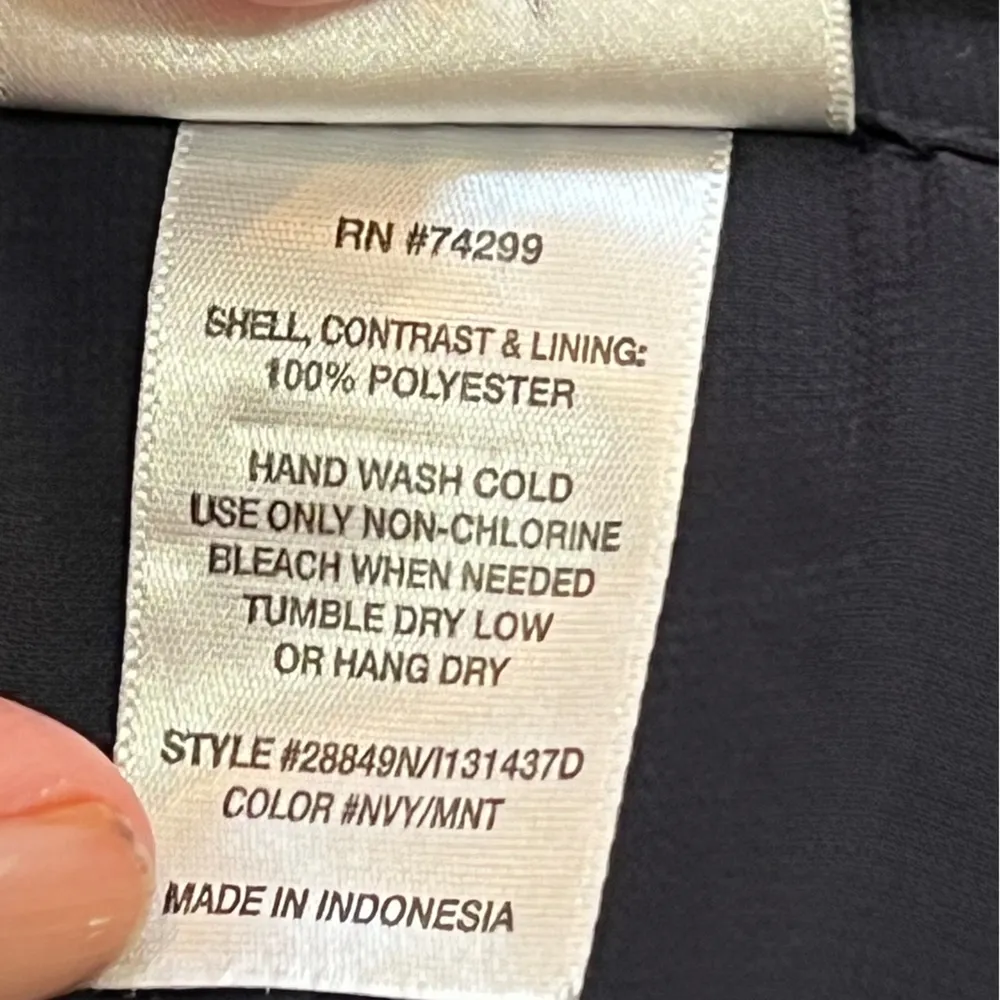 RN #74299
SHELL, CONTRAST & LINING:
100% POLYESTER
HAND WASH COLD
USE ONLY NON-CHLORINE
BLEACH WHEN NEEDED
TUMBLE DRY LOW
OR HANG DRY
STYLE #28849N/I131437D
COLOR #NVY/MNT
MADE IN INDONESIA